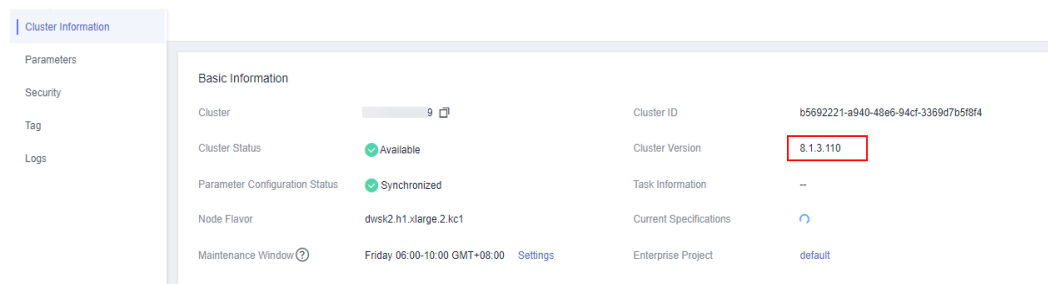 Cluster Information
Parameters
Security
Tag
Logs
Basic Information
Cluster 9 Cluster ID b5692221-a940-48e6-94cf-3369d7b5f8f4
Cluster Status Available Cluster Version 8.1.3.110
Parameter Configuration Status Synchronized Task Information --
Node Flavor dwsk2.h1.xlarge.2.kc1 Current Specifications
Maintenance Window ? Friday 06:00-10:00 GMT+08:00 Settings Enterprise Project default